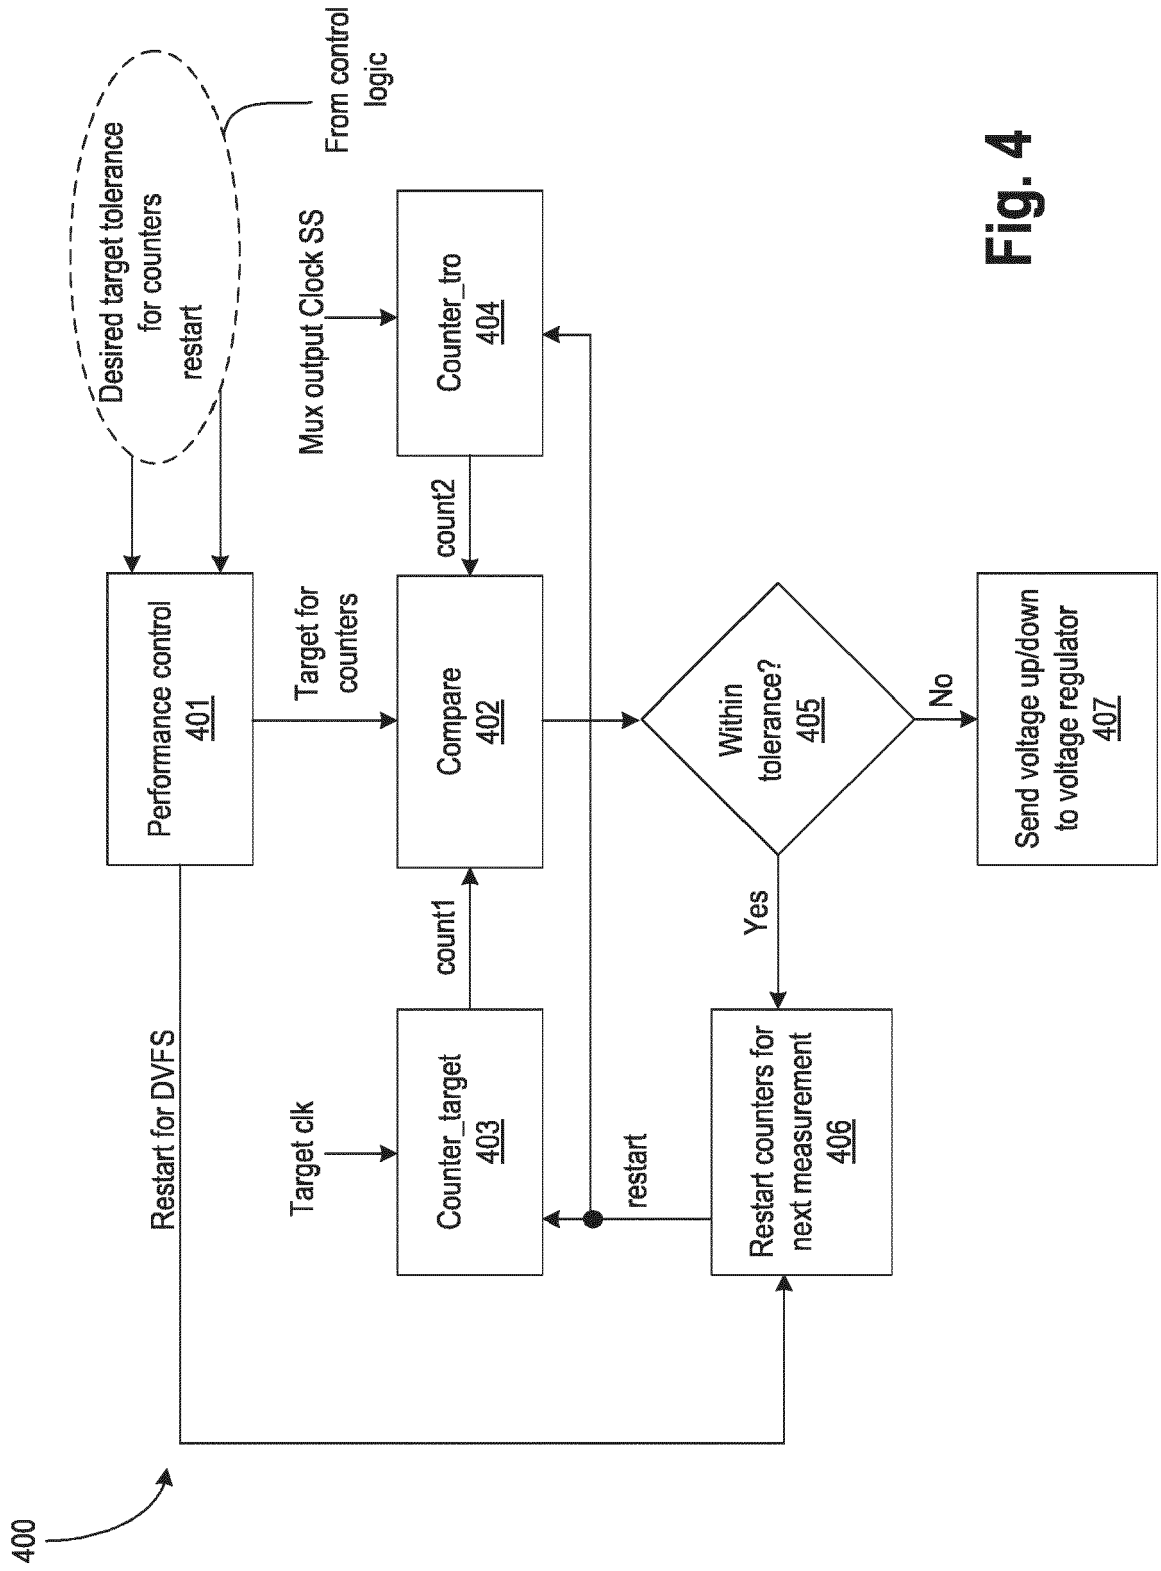 400
Restart for DVFS
Performance control
401
Desired target tolerance
for counters
restart
From control
logic
Target clk
Target for
counters
Mux output Clock SS
Counter_target
403
count1
Compare
402
count2
Counter_tro
404
restart
Restart counters for
next measurement
406
Yes
Within
tolerance?
405
No
Send voltage up/down
to voltage regulator
407
Fig. 4